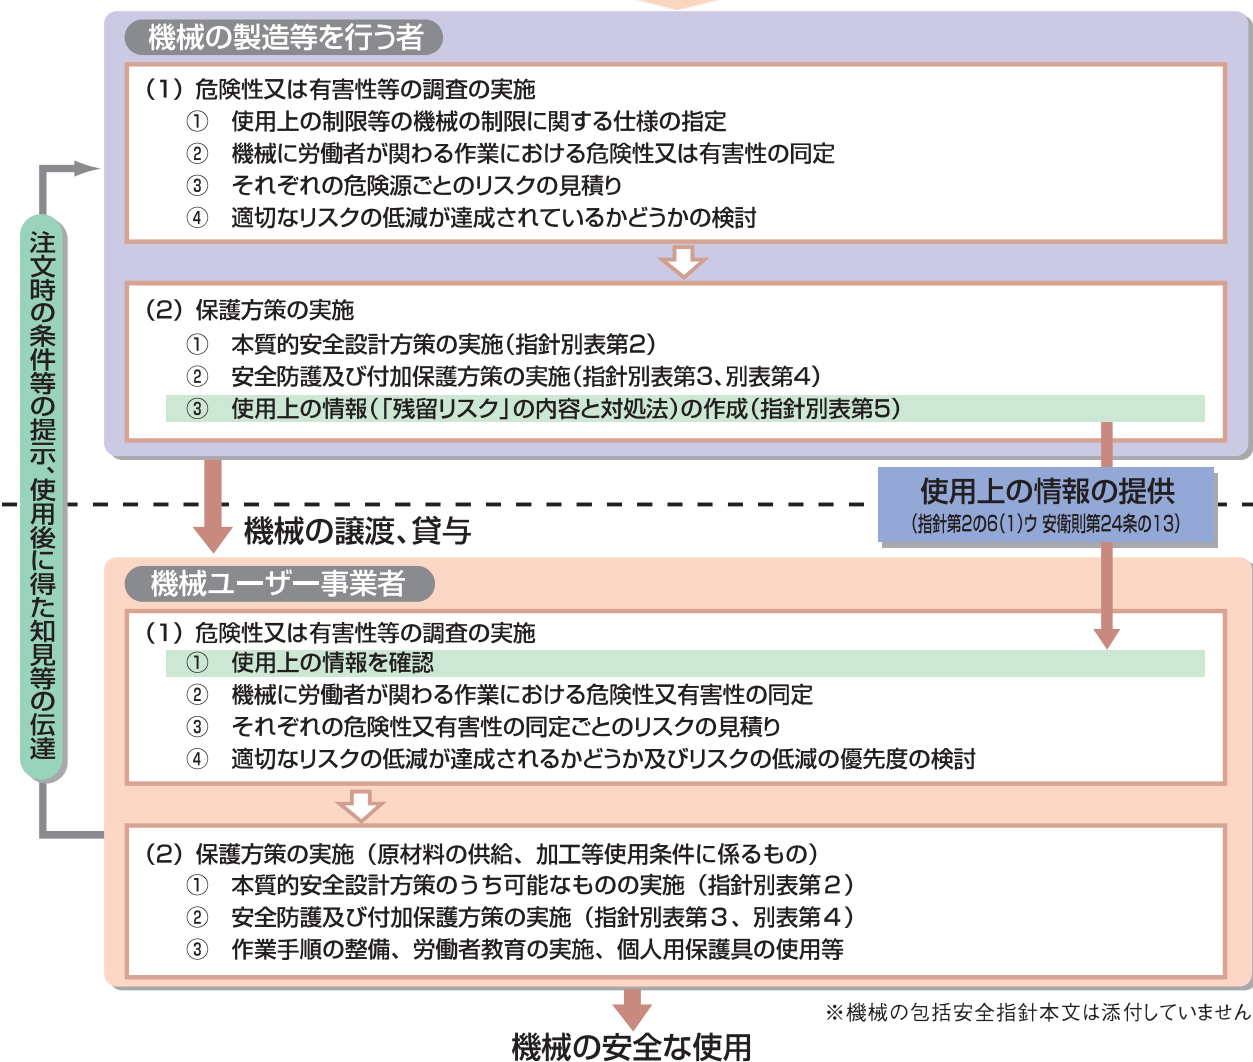 機械の製造等を行う者
(1) 危険性又は有害性等の調査の実施
① 使用上の制限等の機械の制限に関する仕様の指定
② 機械に労働者が関わる作業における危険性又は有害性の同定
③ それぞれの危険源ごとのリスクの見積り
④ 適切なリスクの低減が達成されているかどうかの検討
(2) 保護方策の実施
① 本質的安全設計方策の実施(指針別表第2)
② 安全防護及び付加保護方策の実施(指針別表第3、別表第4)
③ 使用上の情報(「残留リスク」の内容と対処法)の作成(指針別表第5)
注文時の条件等の提示、使用後に得た知見等の伝達
使用上の情報の提供
(指針第2の6(1)ウ 安衛則第24条の13)
機械の譲渡、貸与
機械ユーザー事業者
(1) 危険性又は有害性等の調査の実施
① 使用上の情報を確認
② 機械に労働者が関わる作業における危険性又有害性の同定
③ それぞれの危険性又有害性の同定ごとのリスクの見積り
④ 適切なリスクの低減が達成されるかどうか及びリスクの低減の優先度の検討
(2) 保護方策の実施（原材料の供給、加工等使用条件に係るもの）
① 本質的安全設計方策のうち可能なものの実施（指針別表第２）
② 安全防護及び付加保護方策の実施（指針別表第３、別表第４）
③ 作業手順の整備、労働者教育の実施、個人用保護具の使用等
※機械の包括安全指針本文は添付していません
機械の安全な使用